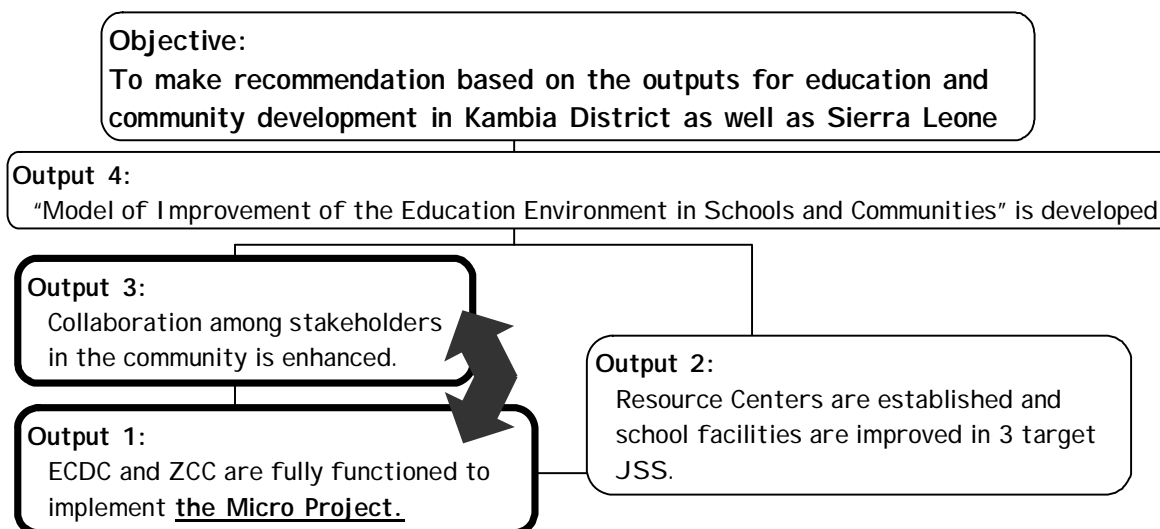 Objective:
To make recommendation based on the outputs for education and
community development in Kambia District as well as Sierra Leone
Output 4:
"Model of Improvement of the Education Environment in Schools and Communities" is developed
Output 3:
Collaboration among stakeholders
in the community is enhanced.
Output 2:
Resource Centers are established and
school facilities are improved in 3 target
JSS.
Output 1:
ECDC and ZCC are fully functioned to
implement the Micro Project.